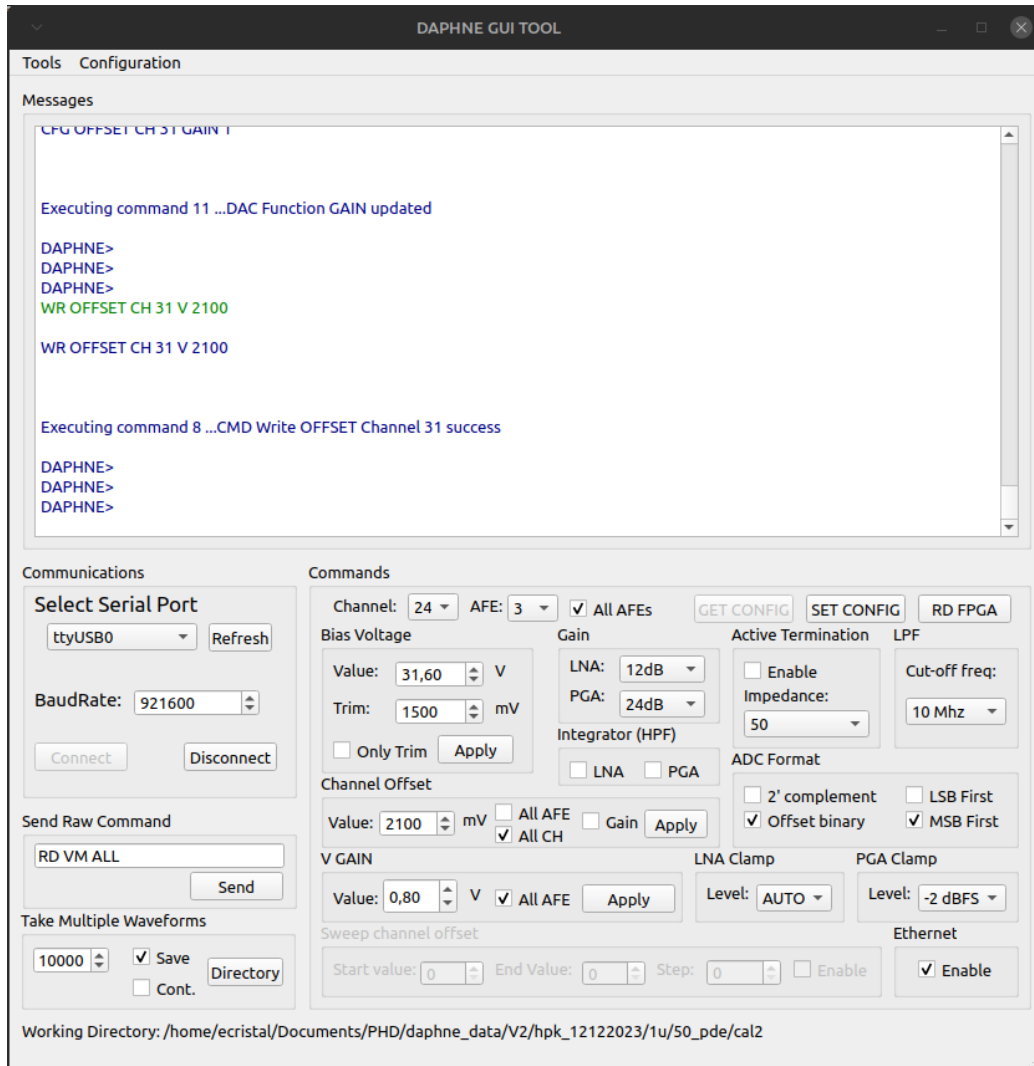 DAPHNE GUI TOOL
Tools Configuration
Messages
CFG OFFSET CH 31 GAIN 1
Executing command 11 ...DAC Function GAIN updated
DAPHNE>
DAPHNE>
DAPHNE>
WR OFFSET CH 31 V 2100
WR OFFSET CH 31 V 2100
Executing command 8 ...CMD Write OFFSET Channel 31 success
DAPHNE>
DAPHNE>
DAPHNE>
Communications
Select Serial Port
ttyUSB0 Refresh
BaudRate: 921600
Connect Disconnect
Send Raw Command
RD VM ALL
Send
Take Multiple Waveforms
10000 Save
Cont.
Directory
Commands
Channel: 24 AFE: 3 All AFEs GET CONFIG SET CONFIG RD FPGA
Bias Voltage
Value: 31,60 V
Trim: 1500 mV
Only Trim Apply
Gain
LNA: 12dB
PGA: 24dB
Integrator (HPF)
LNA PGA
Active Termination
Enable
Impedance:
50
LPF
Cut-off freq:
10 Mhz
Channel Offset
Value: 2100 mV All AFE
All CH
Gain Apply
ADC Format
2' complement LSB First
Offset binary MSB First
V GAIN
Value: 0,80 V All AFE Apply
LNA Clamp
Level: AUTO
PGA Clamp
Level: -2 dBFS
Sweep channel offset
Start value: 0 End Value: 0 Step: 0 Enable
Ethernet
Enable
Working Directory: /home/ecristal/Documents/PHD/daphne_data/V2/hpk_12122023/1u/50_pde/cal2